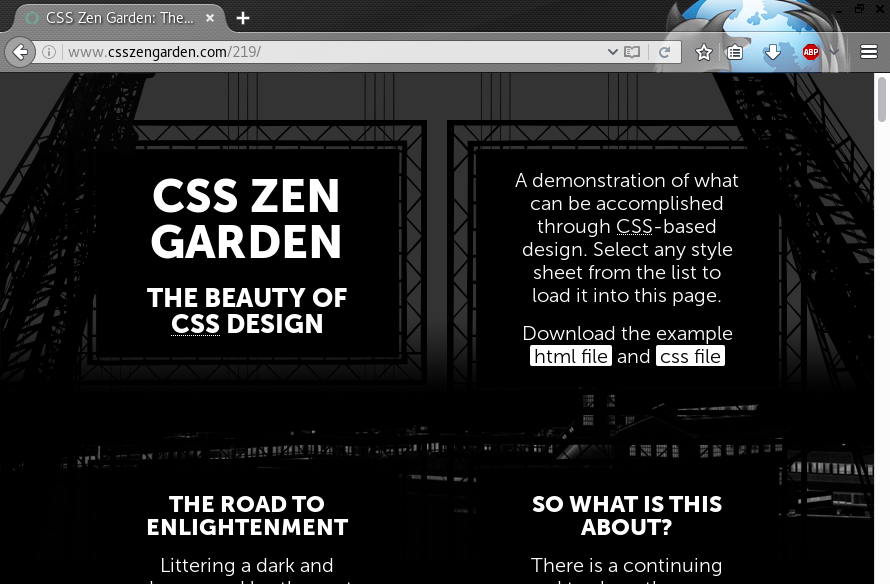 CSS Zen Garden: The...
www.csszengarden.com/219/
ABP
CSS ZEN
GARDEN
THE BEAUTY OF
CSS DESIGN
A demonstration of what
can be accomplished
through CSS-based
design. Select any style
sheet from the list to
load it into this page.
Download the example
html file and css file
THE ROAD TO
ENLIGHTENMENT
Littering a dark and
SO WHAT IS THIS
ABOUT?
There is a continuing